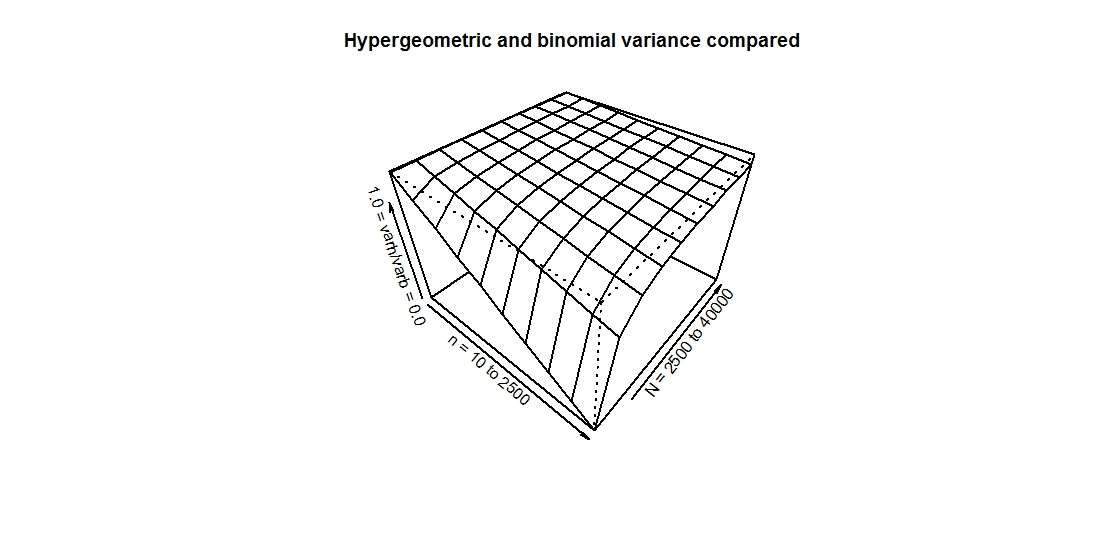 Hypergeometric and binomial variance compared
1.0 = varh/varb = 0.0
n = 10 to 2500
N = 2500 to 40000